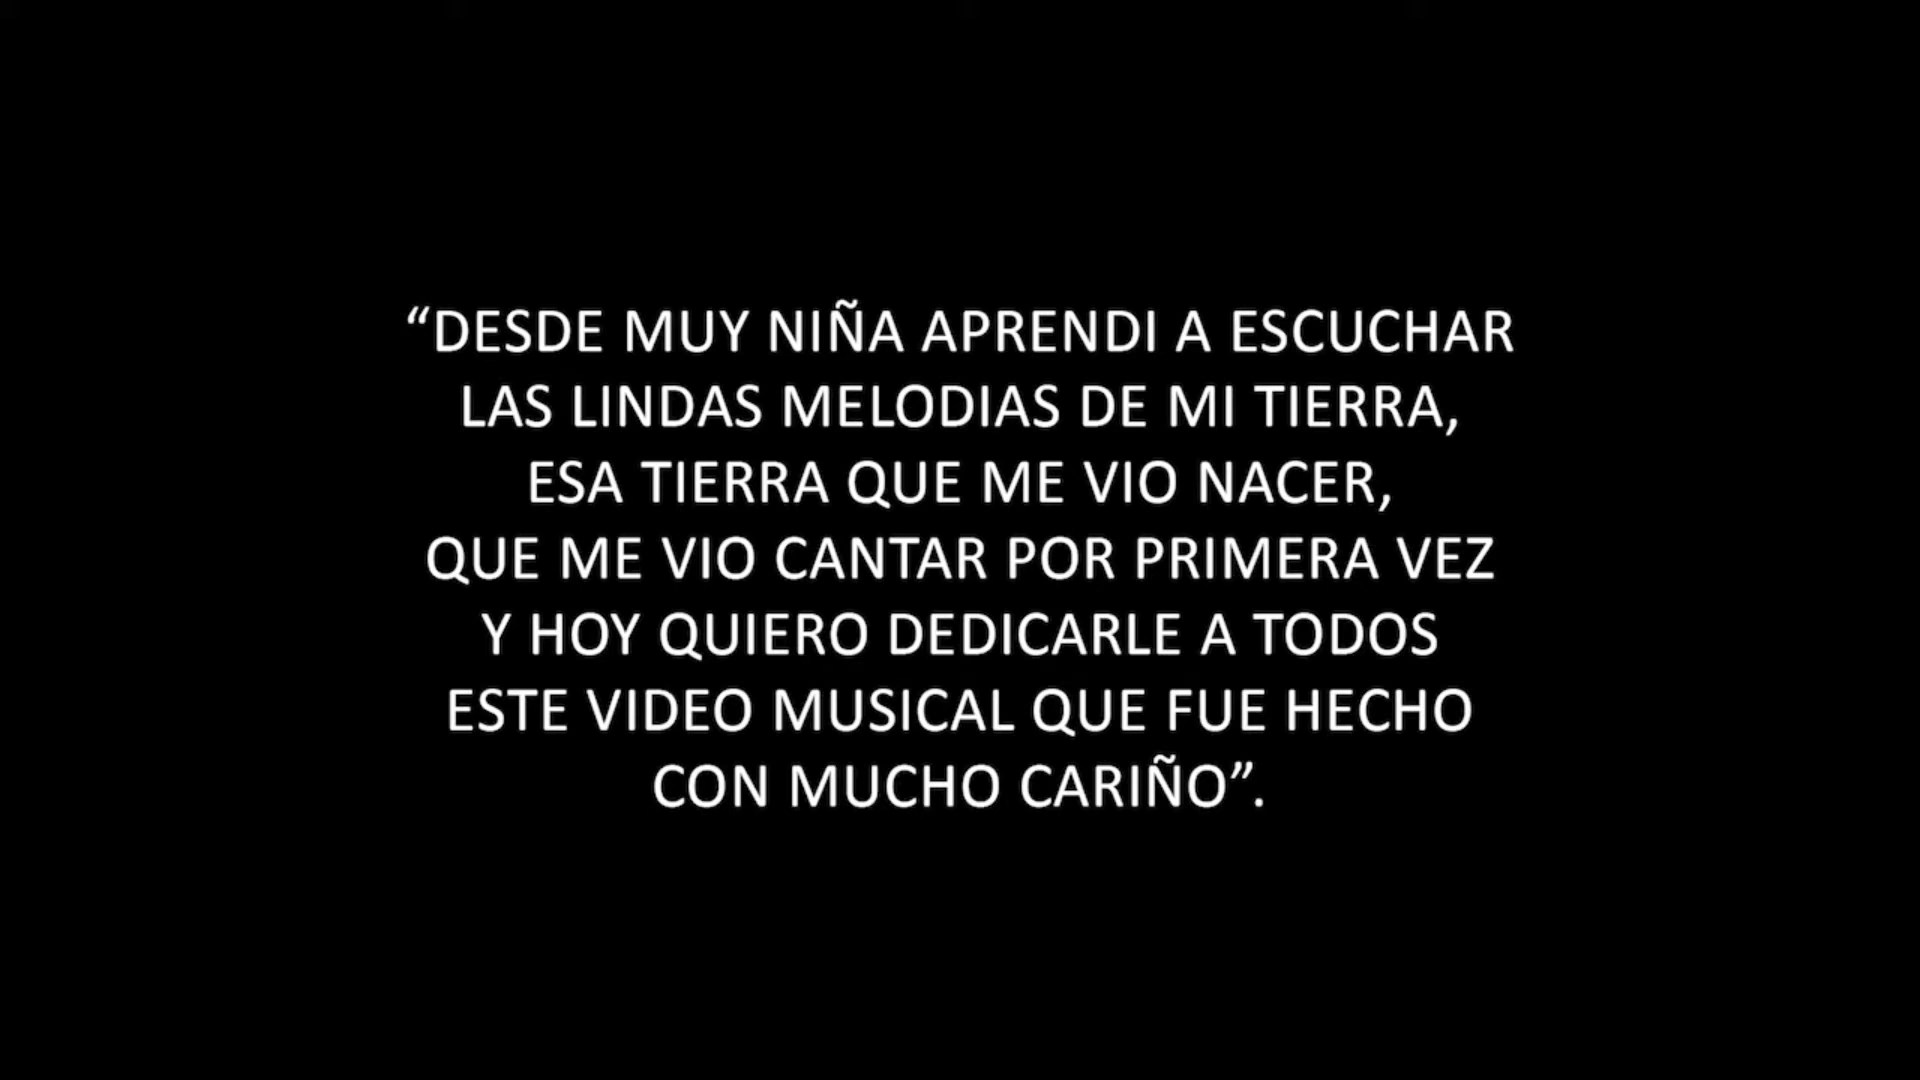 “DESDE MUY NIÑA APRENDI A ESCUCHAR
LAS LINDAS MELODIAS DE MI TIERRA,
ESA TIERRA QUE ME VIO NACER,
QUE ME VIO CANTAR POR PRIMERA VEZ
Y HOY QUIERO DEDICARLE A TODOS
ESTE VIDEO MUSICAL QUE FUE HECHO
CON MUCHO CARIÑO”.